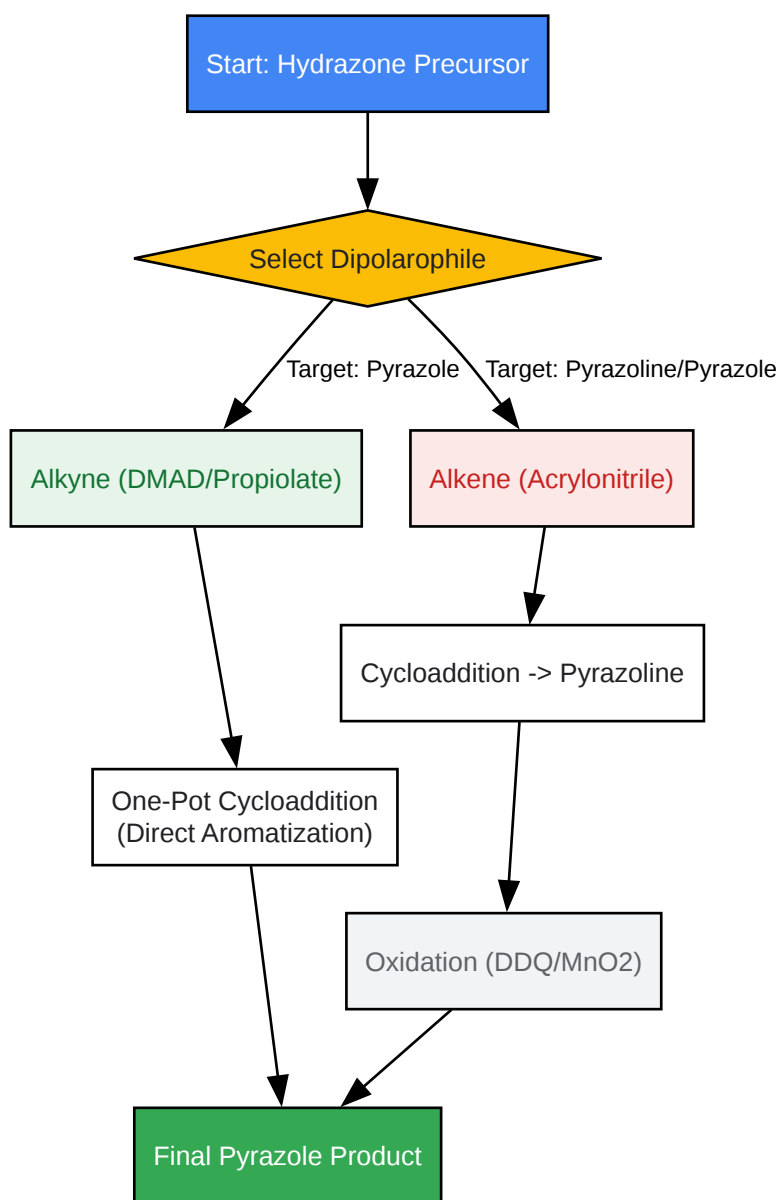 Start: Hydrazone Precursor
Select Dipolarophile
Target: Pyrazole
Target: Pyrazoline/Pyrazole
Alkyne (DMAD/Propiolate)
Alkene (Acrylonitrile)
Cycloaddition -> Pyrazoline
One-Pot Cycloaddition
(Direct Aromatization)
Oxidation (DDQ/MnO2)
Final Pyrazole Product